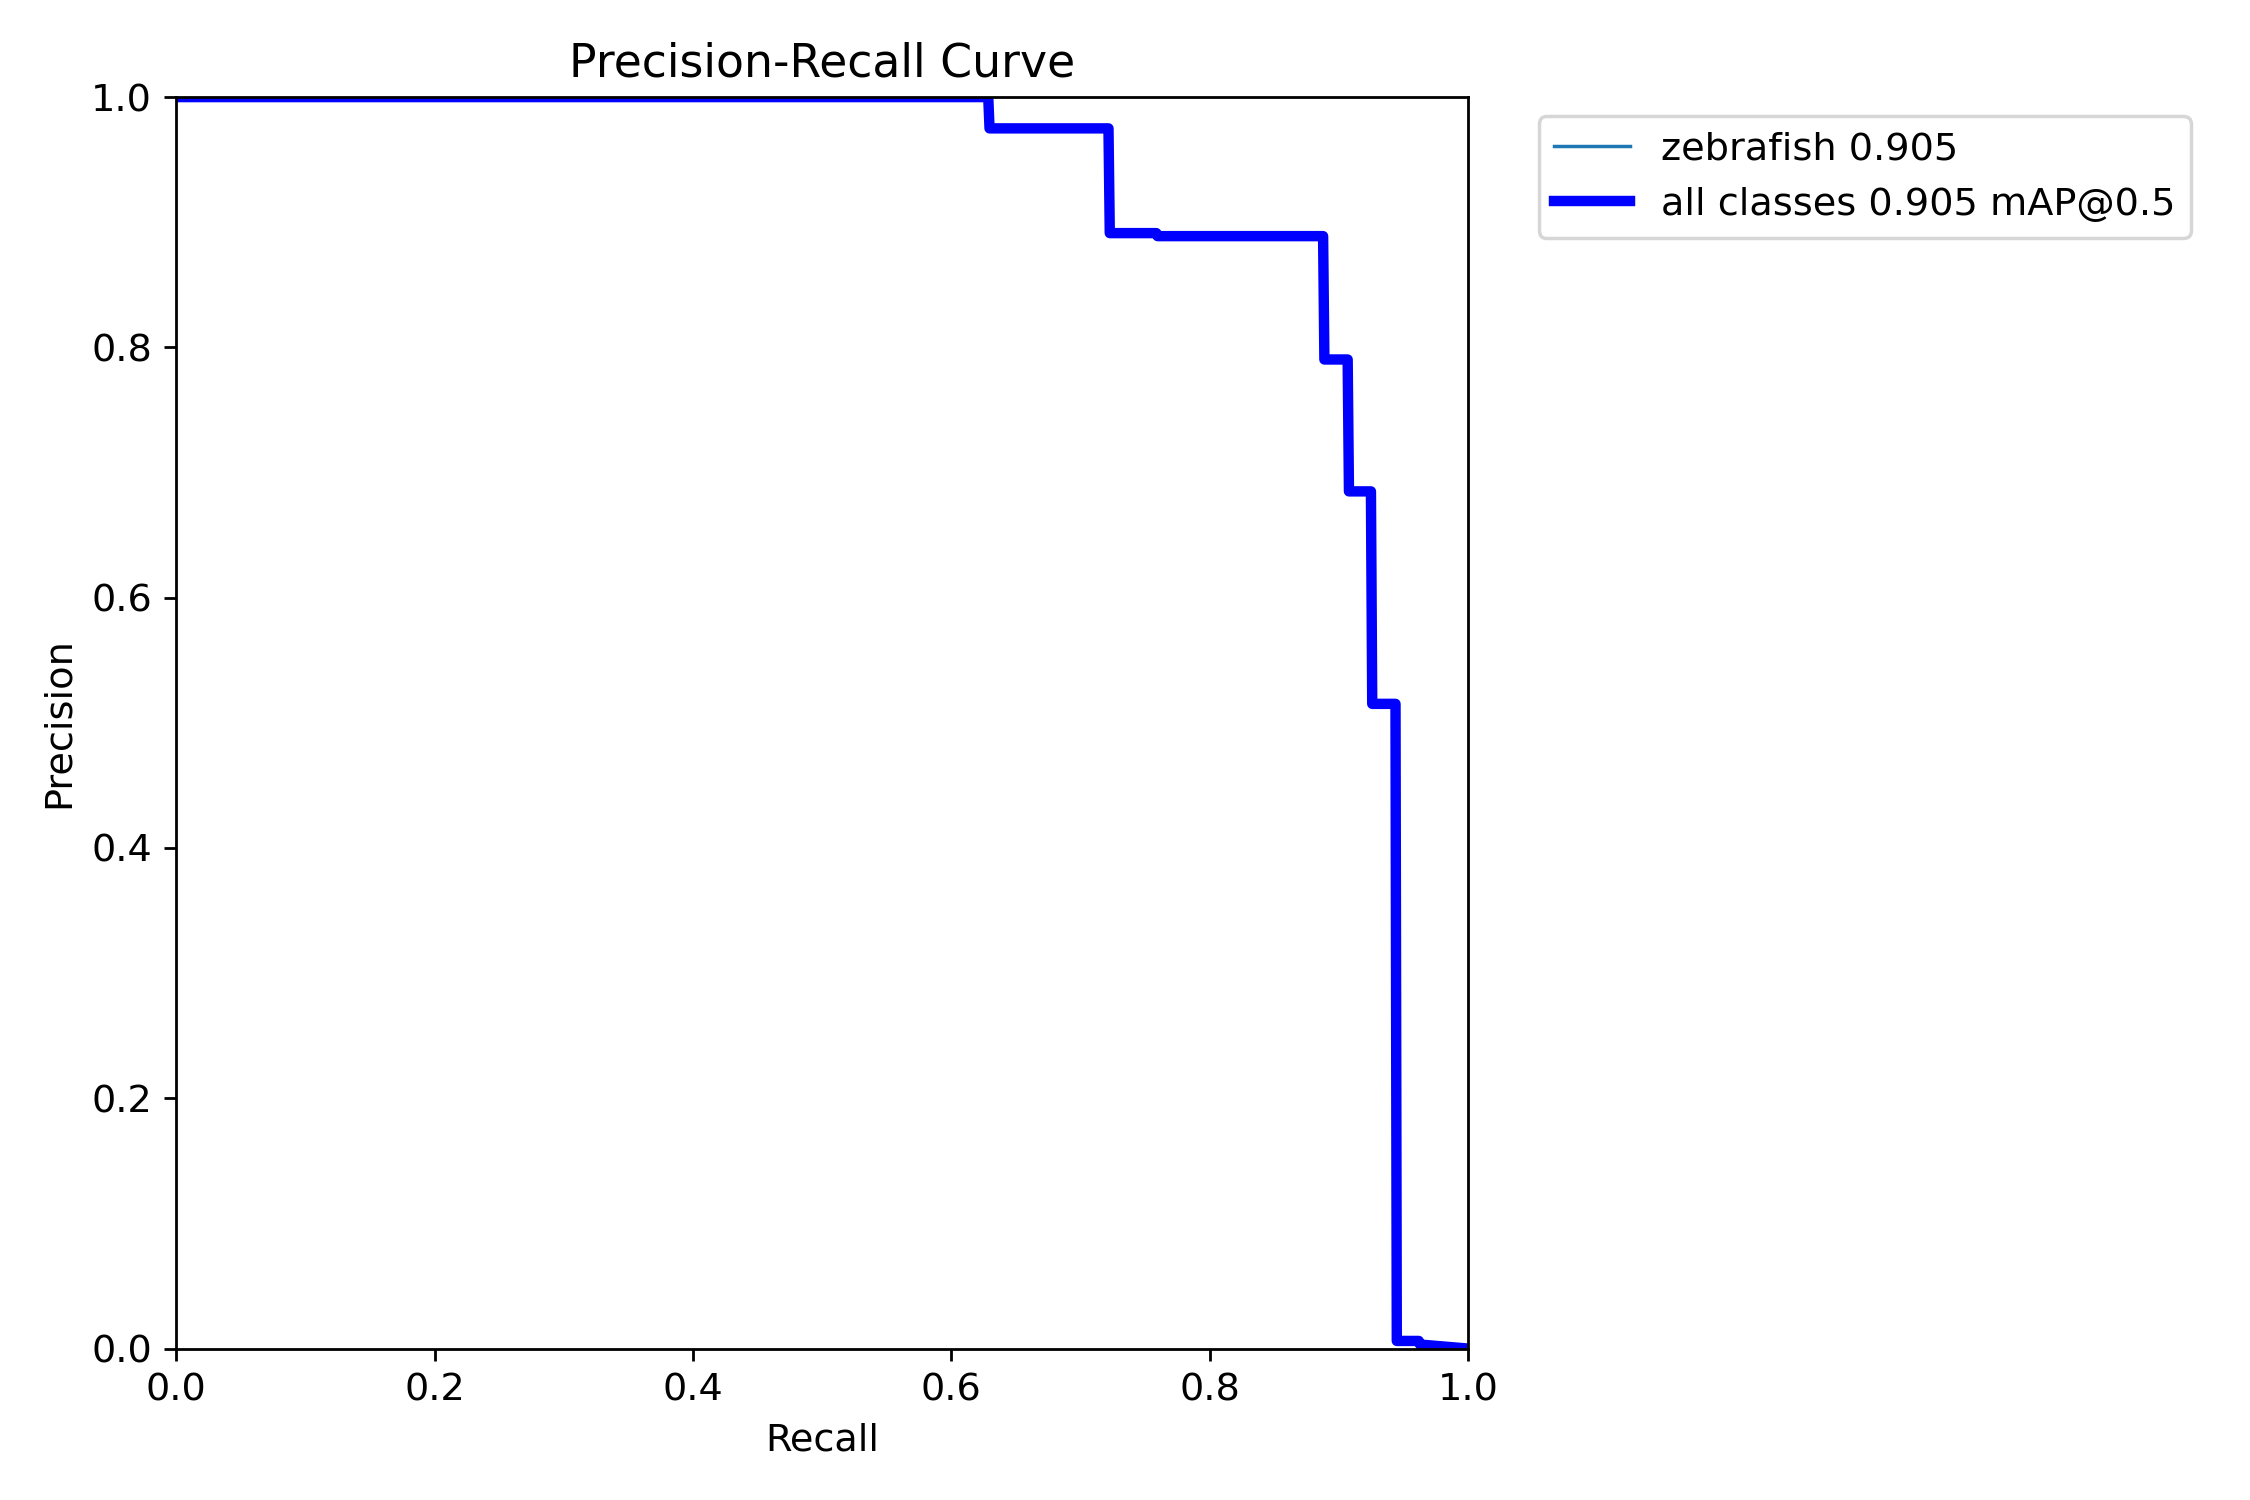 Precision-Recall Curve
1.0
0.8
0.6
0.4
0.2
0.0
Precision
0.0 0.2 0.4 0.6 0.8 1.0
Recall
zebrafish 0.905
all classes 0.905 mAP@0.5